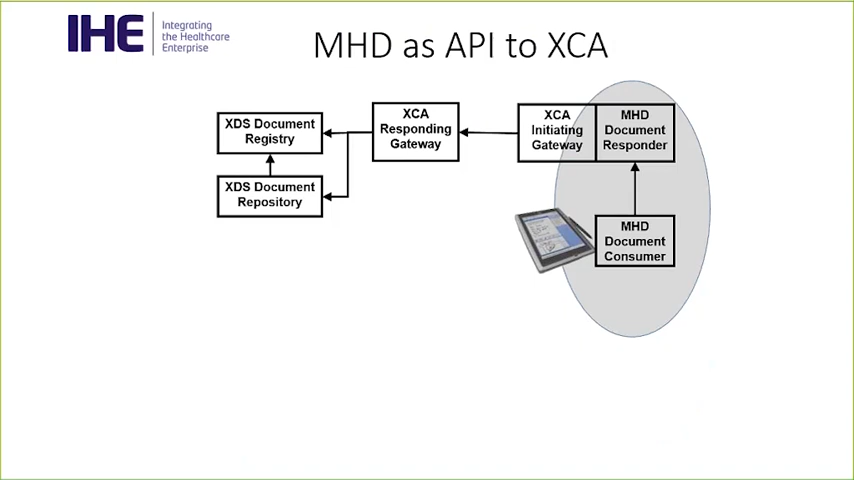 IHE
Integrating
the Healthcare
Enterprise
MHD as API to XCA
XDS Document
Registry
XCA
Responding
Gateway
XCA
Initiating
Gateway
MHD
Document
Responder
XDS Document
Repository
MHD
Document
Consumer